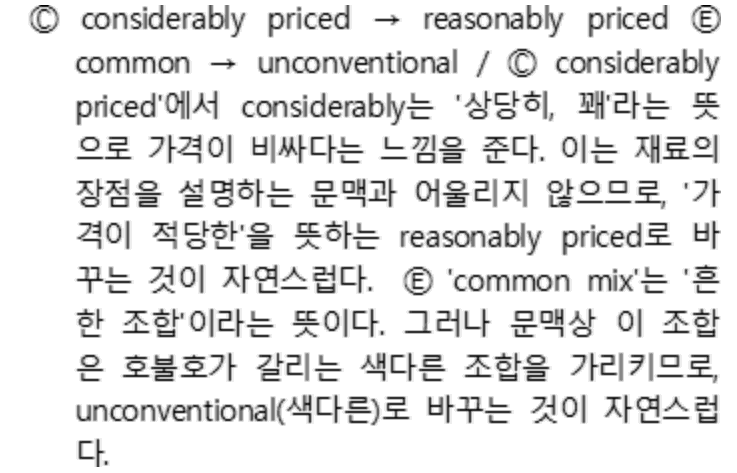 Ⓒ considerably priced → reasonably priced Ⓔ
common → unconventional / Ⓒ considerably
priced'에서 considerably는 '상당히, 꽤'라는 뜻
으로 가격이 비싸다는 느낌을 준다. 이는 재료의
장점을 설명하는 문맥과 어울리지 않으므로, '가
격이 적당한'을 뜻하는 reasonably priced로 바
꾸는 것이 자연스럽다. Ⓔ 'common mix'는 '흔
한 조합'이라는 뜻이다. 그러나 문맥상 이 조합
은 호불호가 갈리는 색다른 조합을 가리키므로,
unconventional(색다른)로 바꾸는 것이 자연스럽
다.